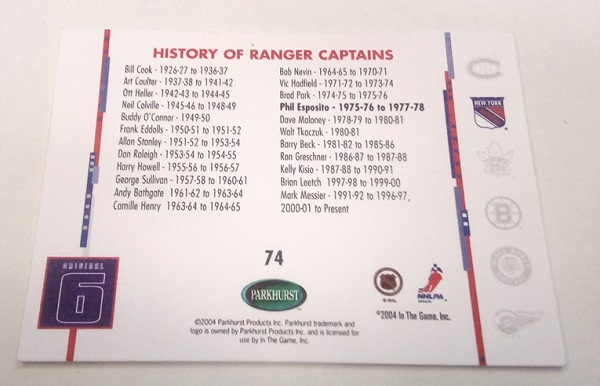 HISTORY OF RANGER CAPTAINS
Bill Cook - 1926-27 to 1936-37
Art Coulter - 1937-38 to 1941-42
Ott Heller - 1942-43 to 1944-45
Neil Colville - 1945-46 to 1948-49
Buddy O'Connor - 1949-50
Frank Eddolls - 1950-51 to 1951-52
Allan Stanley - 1951-52 to 1953-54
Don Raleigh - 1953-54 to 1954-55
Harry Howell - 1955-56 to 1956-57
George Sullivan - 1957-58 to 1960-61
Andy Bathgate - 1961-62 to 1963-64
Camille Henry - 1963-64 to 1964-65
Bob Nevin - 1964-65 to 1970-71
Vic Hadfield - 1971-72 to 1973-74
Brad Park - 1974-75 to 1975-76
Phil Esposito - 1975-76 to 1977-78
Dave Maloney - 1978-79 to 1980-81
Walt Tkaczuk - 1980-81
Barry Beck - 1981-82 to 1985-86
Ron Greschner - 1986-87 to 1987-88
Kelly Kisio - 1987-88 to 1990-91
Brian Leetch - 1997-98 to 1999-00
Mark Messier - 1991-92 to 1996-97,
2000-01 to Present
NEW YORK
74
ORIGINAL
6
PARKHURST
© NHL
NHLPA
©2004 Parkhurst Products Inc. Parkhurst trademark and
logo is owned by Parkhurst Products Inc. and is licensed for
use by In The Game, Inc.
©2004 In The Game, Inc.